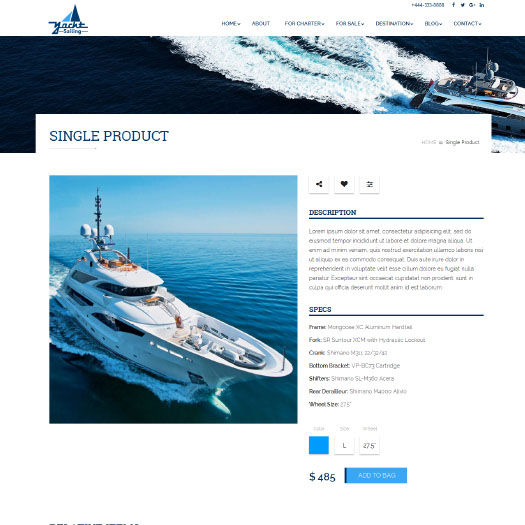 +444-333-8888
Yacht
Sailing
HOME ABOUT FOR CHARTER FOR SALE DESTINATION BLOG CONTACT
SINGLE PRODUCT
HOME Single Product
DESCRIPTION
Lorem ipsum dolor sit amet, consectetur adipisicing elit, sed do
eiusmod tempor incididunt ut labore et dolore magna aliqua. Ut
enim ad minim veniam, quis nostrud exercitation ullamco laboris nisi
ut aliquip ex ea commodo consequat. Duis aute irure dolor in
reprehenderit in voluptate velit esse cillum dolore eu fugiat nulla
pariatur. Excepteur sint occaecat cupidatat non proident, sunt in
culpa qui officia deserunt mollit anim id est laborum.
SPECS
Frame: Mongoose XC Aluminum Hardtail
Fork: SR Suntour XCM with Hydraulic Lockout
Crank: Shimano M311, 22/32/42
Bottom Bracket: VP-BC73 Cartridge
Shifters: Shimano SL-M360 Acera
Rear Derailleur: Shimano M4000 Alivio
Wheel Size: 27.5"
Color Size Wheel
L 27.5"
$ 485 ADD TO BAG
RELATIVE ITEMS